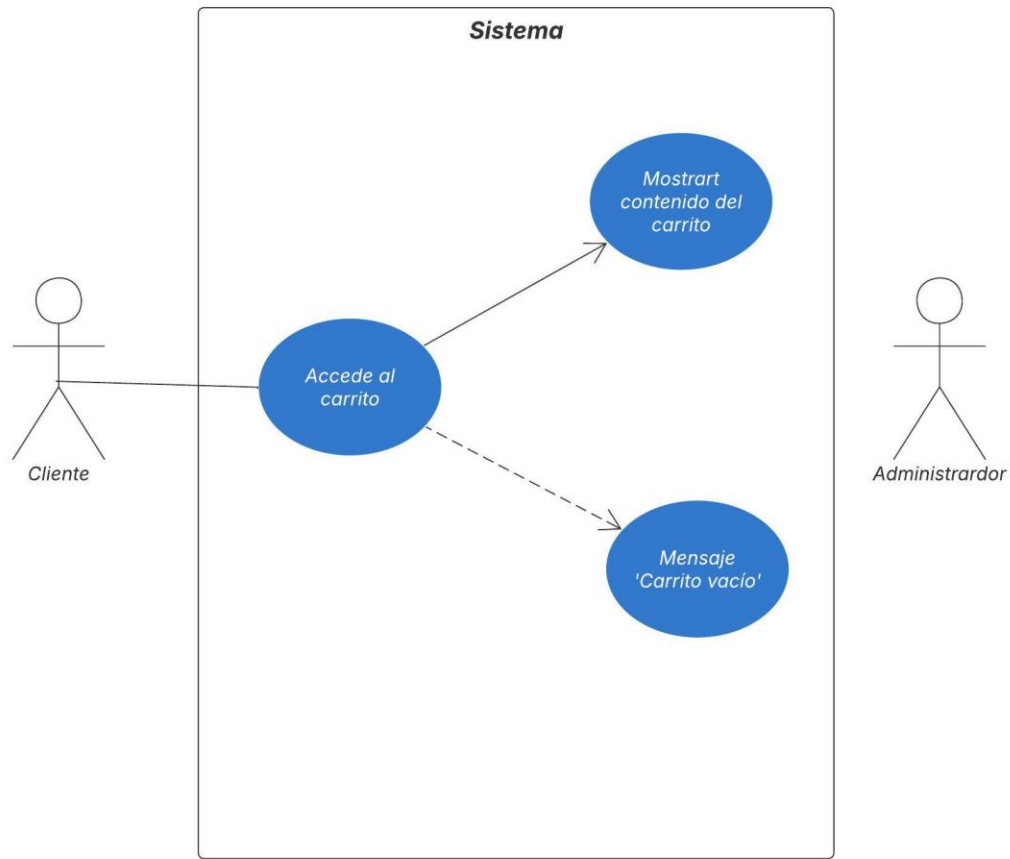 Sistema
Mostrart
contenido del
carrito
Accede al
carrito
Cliente
Administrardor
Mensaje
'Carrito vacío'